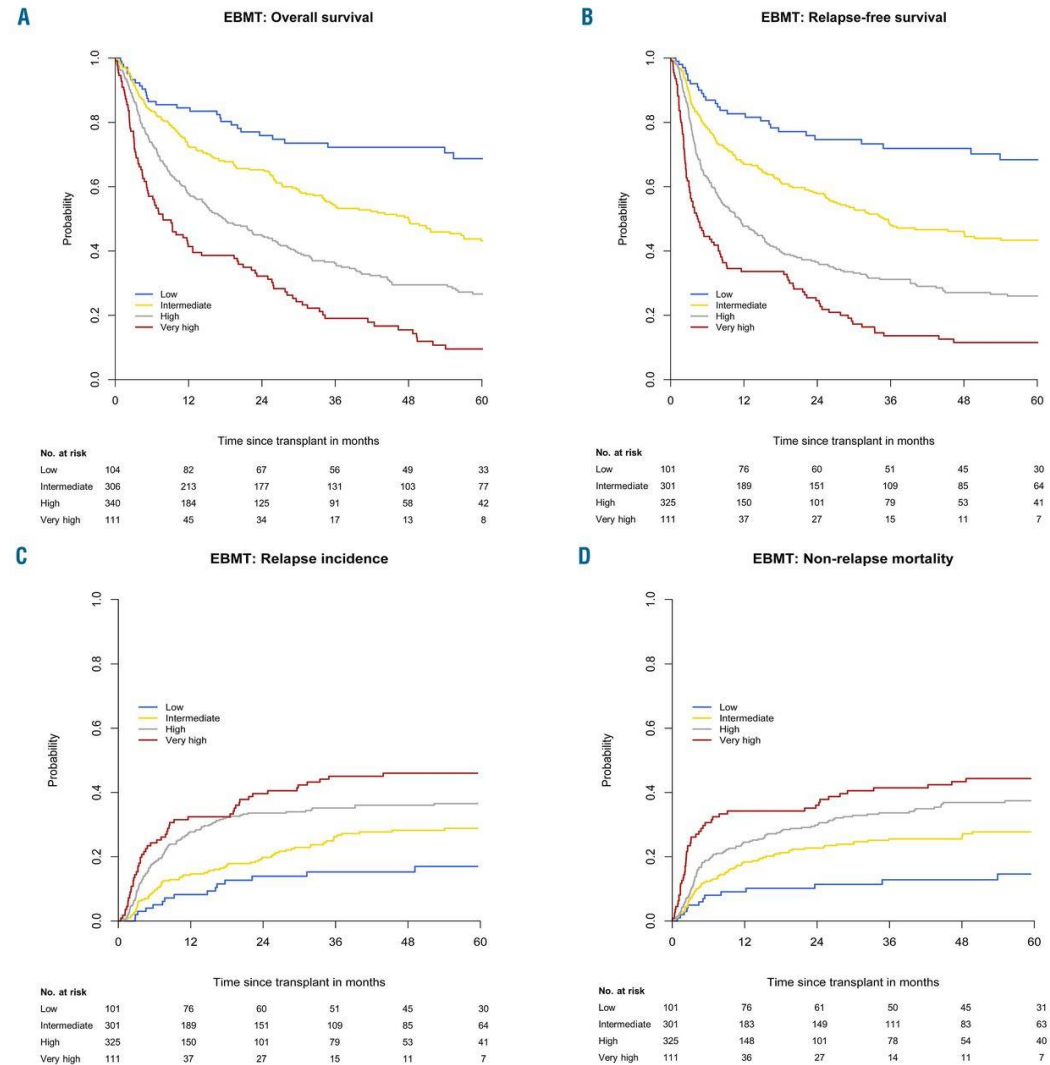 A
EBMT: Overall survival
Probability
1.0
0.8
0.6
0.4
0.2
0.0
Low
Intermediate
High
Very high
0 12 24 36 48 60
Time since transplant in months
No. at risk
Low 104 82 67 56 49 33
Intermediate 306 213 177 131 103 77
High 340 184 125 91 58 42
Very high 111 45 34 17 13 8
B
EBMT: Relapse-free survival
Probability
1.0
0.8
0.6
0.4
0.2
0.0
Low
Intermediate
High
Very high
0 12 24 36 48 60
Time since transplant in months
No. at risk
Low 101 76 60 51 45 30
Intermediate 301 189 151 109 85 64
High 325 150 101 79 53 41
Very high 111 37 27 15 11 7
C
EBMT: Relapse incidence
Probability
1.0
0.8
0.6
0.4
0.2
0.0
Low
Intermediate
High
Very high
0 12 24 36 48 60
Time since transplant in months
No. at risk
Low 101 76 60 51 45 30
Intermediate 301 189 151 109 85 64
High 325 150 101 79 53 41
Very high 111 37 27 15 11 7
D
EBMT: Non-relapse mortality
Probability
1.0
0.8
0.6
0.4
0.2
0.0
Low
Intermediate
High
Very high
0 12 24 36 48 60
Time since transplant in months
No. at risk
Low 101 76 61 50 45 31
Intermediate 301 183 149 111 83 63
High 325 148 101 78 54 40
Very high 111 36 27 14 11 7